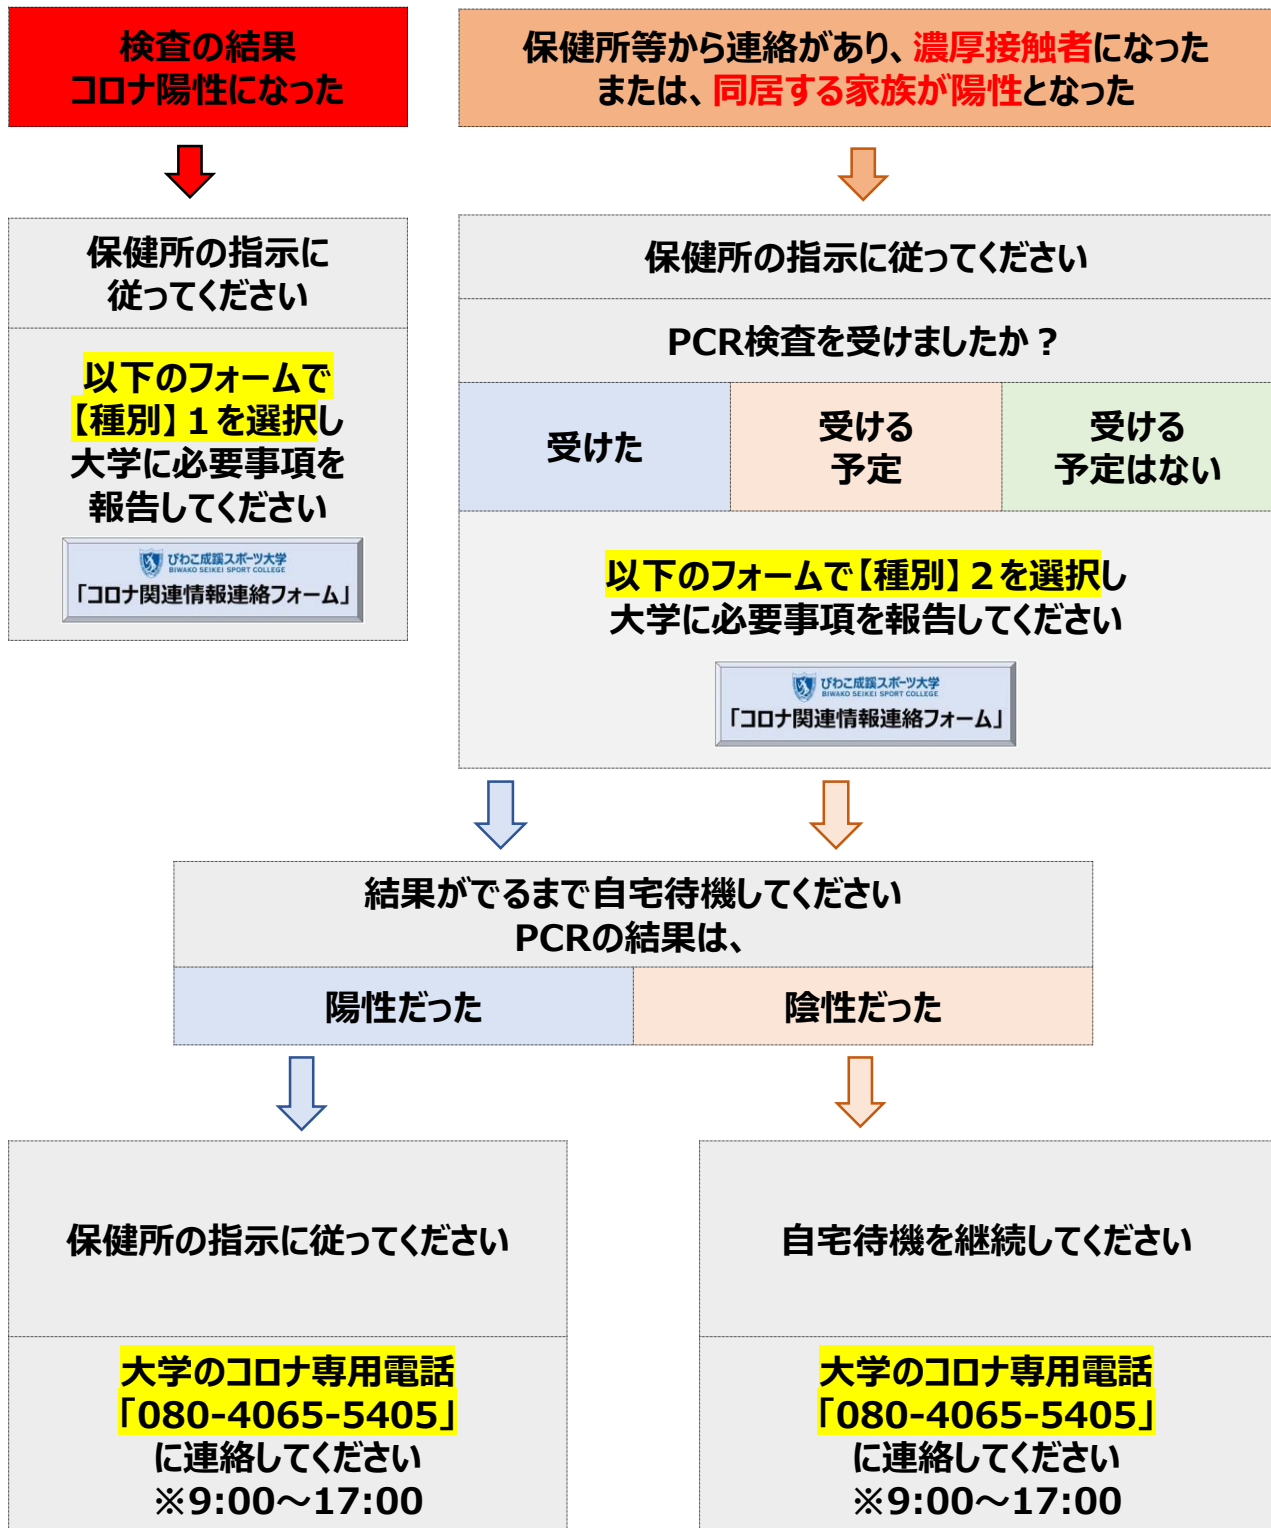 検査の結果
コロナ陽性になった
保健所等から連絡があり、濃厚接触者になった
または、同居する家族が陽性となった
保健所の指示に
従ってください
以下のフォームで
【種別】１を選択し
大学に必要事項を
報告してください
びわこ成蹊スポーツ大学
BIWAKO SEIKEI SPORT COLLEGE
「コロナ関連情報連絡フォーム」
保健所の指示に従ってください
PCR検査を受けましたか？
受けた
受ける
予定
受ける
予定はない
以下のフォームで【種別】２を選択し
大学に必要事項を報告してください
びわこ成蹊スポーツ大学
BIWAKO SEIKEI SPORT COLLEGE
「コロナ関連情報連絡フォーム」
結果がでるまで自宅待機してください
PCRの結果は、
陽性だった
陰性だった
保健所の指示に従ってください
大学のコロナ専用電話
「080-4065-5405」
に連絡してください
※9:00～17:00
自宅待機を継続してください
大学のコロナ専用電話
「080-4065-5405」
に連絡してください
※9:00～17:00